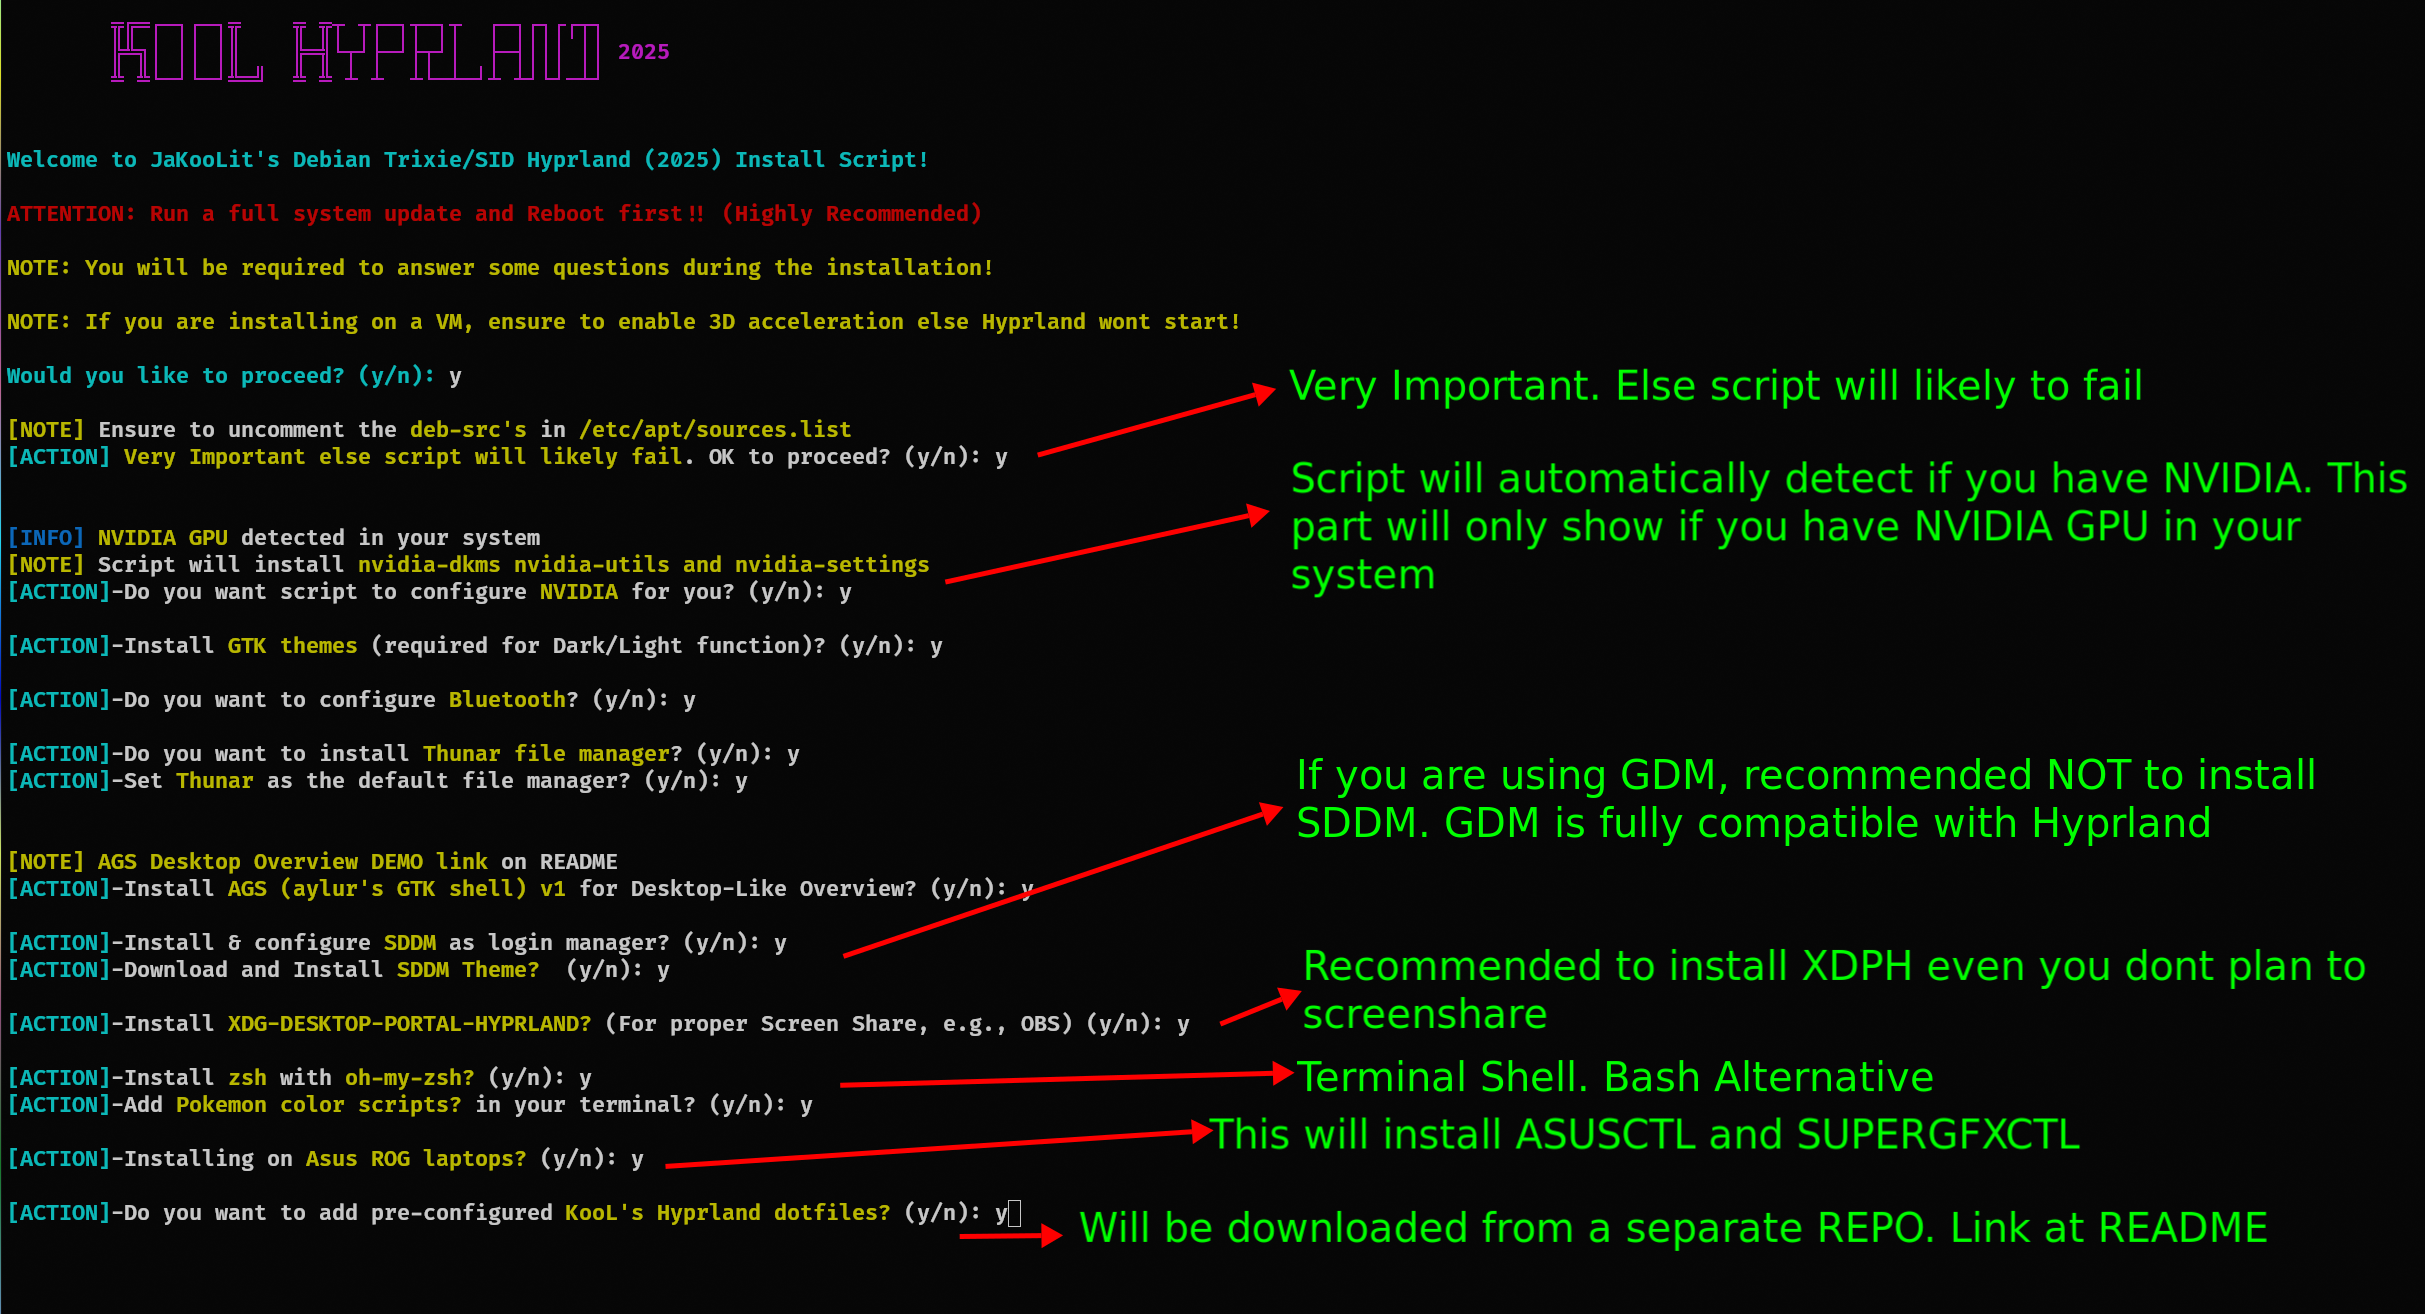 KOOL HYPRLAND 2025
Welcome to JaKooLit's Debian Trixie/SID Hyprland (2025) Install Script!
ATTENTION: Run a full system update and Reboot first!! (Highly Recommended)
NOTE: You will be required to answer some questions during the installation!
NOTE: If you are installing on a VM, ensure to enable 3D acceleration else Hyprland wont start!
Would you like to proceed? (y/n): y
[NOTE] Ensure to uncomment the deb-src's in /etc/apt/sources.list
[ACTION] Very Important else script will likely fail. OK to proceed? (y/n): y
Very Important. Else script will likely to fail
[INFO] NVIDIA GPU detected in your system
[NOTE] Script will install nvidia-dkms nvidia-utils and nvidia-settings
[ACTION]-Do you want script to configure NVIDIA for you? (y/n): y
Script will automatically detect if you have NVIDIA. This
part will only show if you have NVIDIA GPU in your
system
[ACTION]-Install GTK themes (required for Dark/Light function)? (y/n): y
[ACTION]-Do you want to configure Bluetooth? (y/n): y
[ACTION]-Do you want to install Thunar file manager? (y/n): y
[ACTION]-Set Thunar as the default file manager? (y/n): y
[NOTE] AGS Desktop Overview DEMO link on README
[ACTION]-Install AGS (aylur's GTK shell) v1 for Desktop-Like Overview? (y/n): y
[ACTION]-Install & configure SDDM as login manager? (y/n): y
[ACTION]-Download and Install SDDM Theme?  (y/n): y
If you are using GDM, recommended NOT to install
SDDM. GDM is fully compatible with Hyprland
[ACTION]-Install XDG-DESKTOP-PORTAL-HYPRLAND? (For proper Screen Share, e.g., OBS) (y/n): y
Recommended to install XDPH even you dont plan to
screenshare
[ACTION]-Install zsh with oh-my-zsh? (y/n): y
[ACTION]-Add Pokemon color scripts? in your terminal? (y/n): y
Terminal Shell. Bash Alternative
[ACTION]-Installing on Asus ROG laptops? (y/n): y
This will install ASUSCTL and SUPERGFXCTL
[ACTION]-Do you want to add pre-configured KooL's Hyprland dotfiles? (y/n): y
Will be downloaded from a separate REPO. Link at README